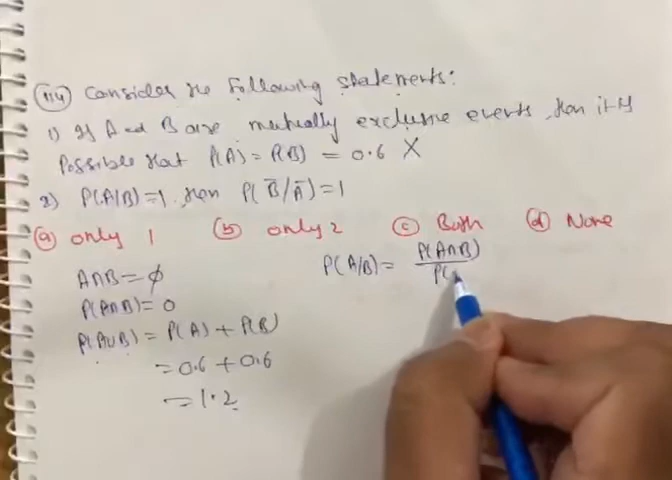 114) Consider the Following statements:
1) If A and B are mutually exclusive events, then it is
Possible that P(A) = P(B) = 0.6 X
2) P(A/B)=1, then P(B̅/A̅)=1
(a) only 1 (b) only 2 (c) Both (d) None
A∩B = ϕ
P(A∩B) = 0
P(A∪B) = P(A) + P(B)
= 0.6 + 0.6
= 1.2
P(A/B) = P(A∩B)
P(